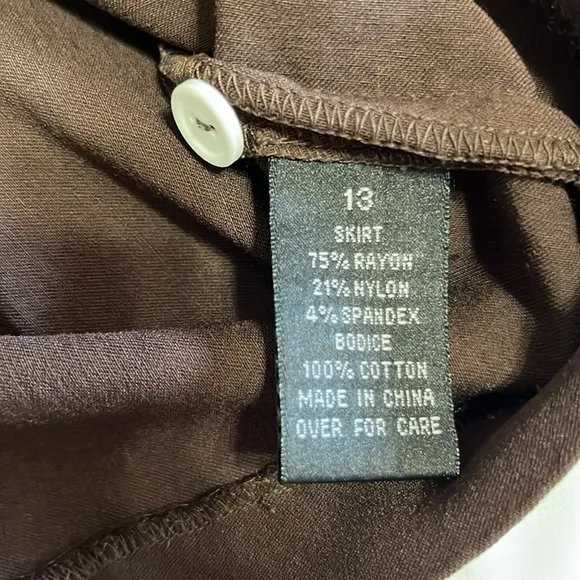 13
SKIRT
75% RAYON
21% NYLON
4% SPANDEX
BODICE
100% COTTON
MADE IN CHINA
OVER FOR CARE